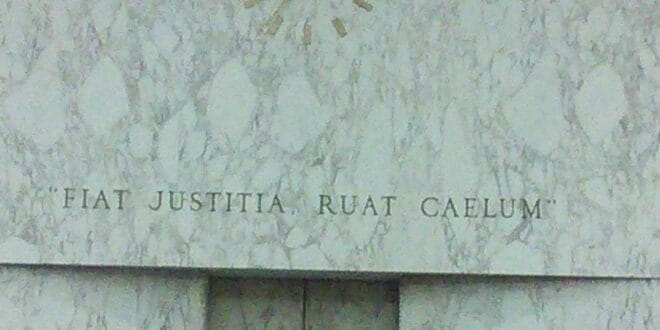 "FIAT JUSTITIA, RUAT CAELUM"